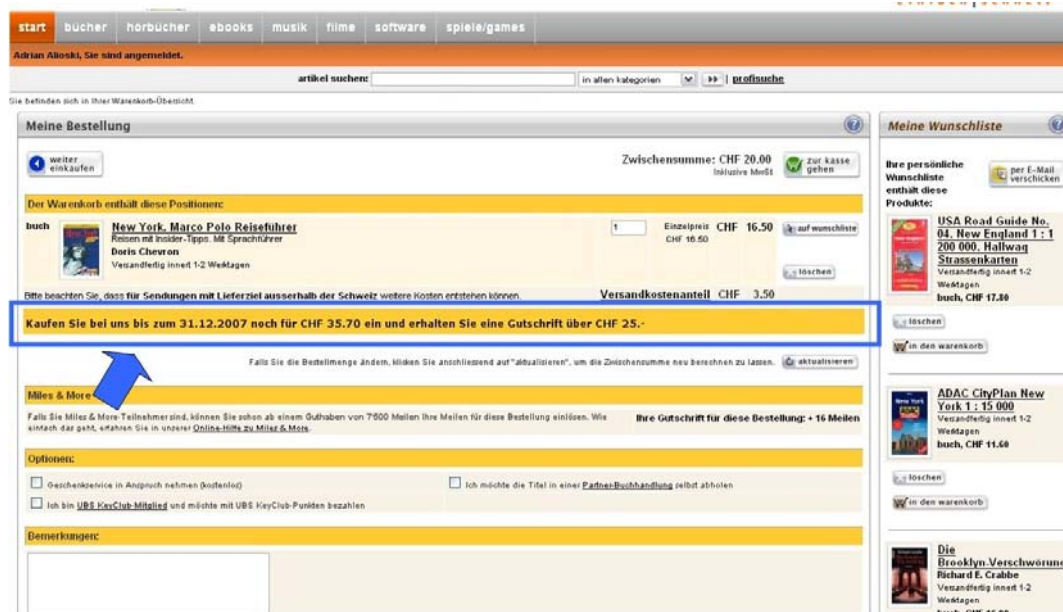 start bücher hörbücher ebooks musik filme software spiele/games
Adrian Alioski, Sie sind angemeldet.
artikel suchen: in allen kategorien | profisuche
Sie befinden sich in Ihrer Warenkorb-Übersicht.
Meine Bestellung
weiter
einkaufen
Zwischensumme: CHF 20.00
Inklusive MwSt
zur kasse
gehen
Der Warenkorb enthält diese Positionen:
buch
New York, Marco Polo Reiseführer
Reisen mit Insider-Tipps. Mit Sprachführer
Doris Chevron
Versandfertig innert 1-2 Werktagen
1
Einzelpreis CHF 16.50
CHF 16.50
auf wunschliste
löschen
Bitte beachten Sie, dass für Sendungen mit Lieferziel ausserhalb der Schweiz weitere Kosten entstehen können.
Versandkostenanteil CHF 3.50
Kaufen Sie bei uns bis zum 31.12.2007 noch für CHF 35.70 ein und erhalten Sie eine Gutschrift über CHF 25.-
Falls Sie die Bestellmenge ändern, klicken Sie anschliessend auf "aktualisieren", um die Zwischensumme neu berechnen zu lassen.
aktualisieren
Miles & More
Falls Sie Miles & More-Teilnehmer sind, können Sie schon ab einem Guthaben von 7'600 Meilen Ihre Meilen für diese Bestellung einlösen. Wie
einfach das geht, erfahren Sie in unserer Online-Hilfe zu Miles & More.
Ihre Gutschrift für diese Bestellung: + 16 Meilen
Optionen:
Geschenkservice in Anspruch nehmen (kostenlos)
Ich möchte die Titel in einer Partner-Buchhandlung selbst abholen
Ich bin UBS KeyClub-Mitglied und möchte mit UBS KeyClub-Punkten bezahlen
Bemerkungen:
Meine Wunschliste
Ihre persönliche
Wunschliste
enthält diese
Produkte:
per E-Mail
verschicken
USA Road Guide No.
04. New England 1 : 1
200 000. Hallwag
Strassenkarten
Versandfertig innert 1-2
Werktagen
buch, CHF 17.80
löschen
in den warenkorb
ADAC CityPlan New
York 1 : 15 000
Versandfertig innert 1-2
Werktagen
buch, CHF 11.60
löschen
in den warenkorb
Die
Brooklyn-Verschwörung
Richard E. Crabbe
Versandfertig innert 1-2
Werktagen